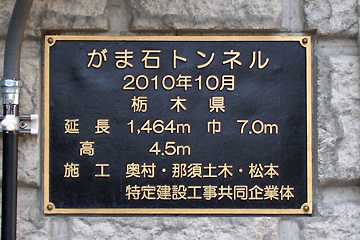 がま石トンネル
2010年10月
栃木県
延長 1,464m 巾 7.0m
高 4.5m
施工 奥村・那須土木・松本
特定建設工事共同企業体